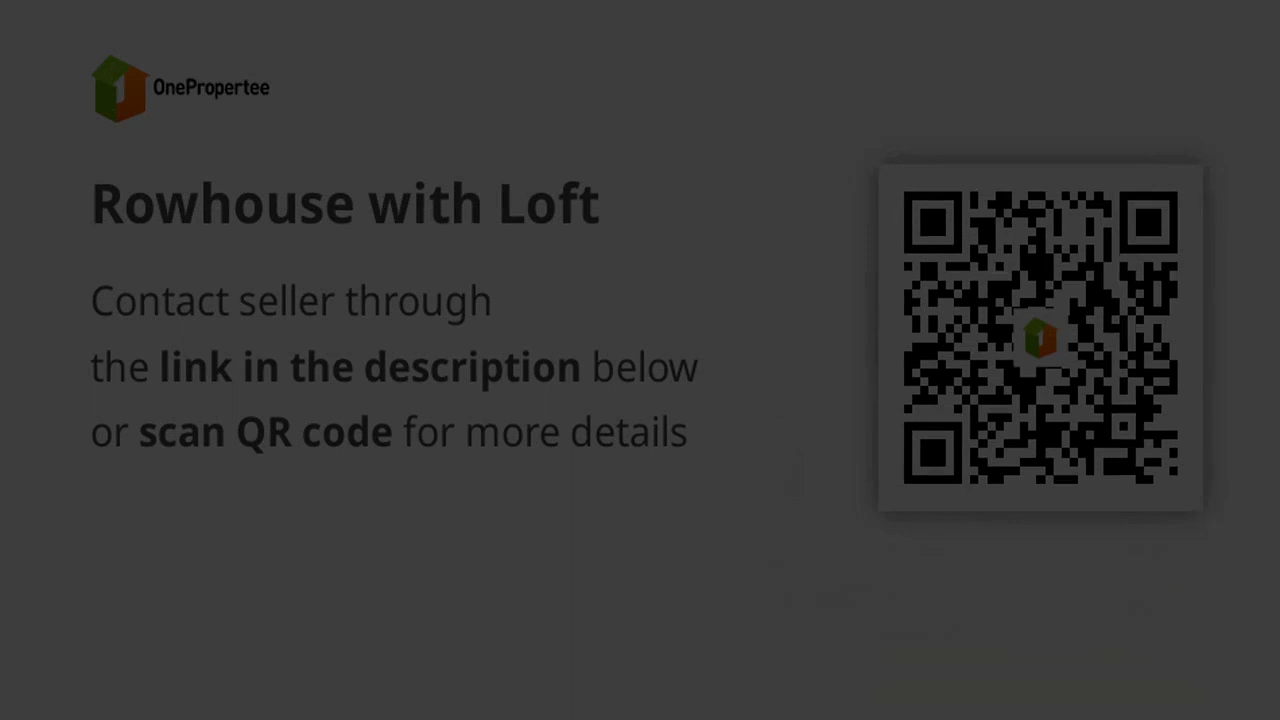 OnePropertee
Rowhouse with Loft
Contact seller through
the link in the description below
or scan QR code for more details